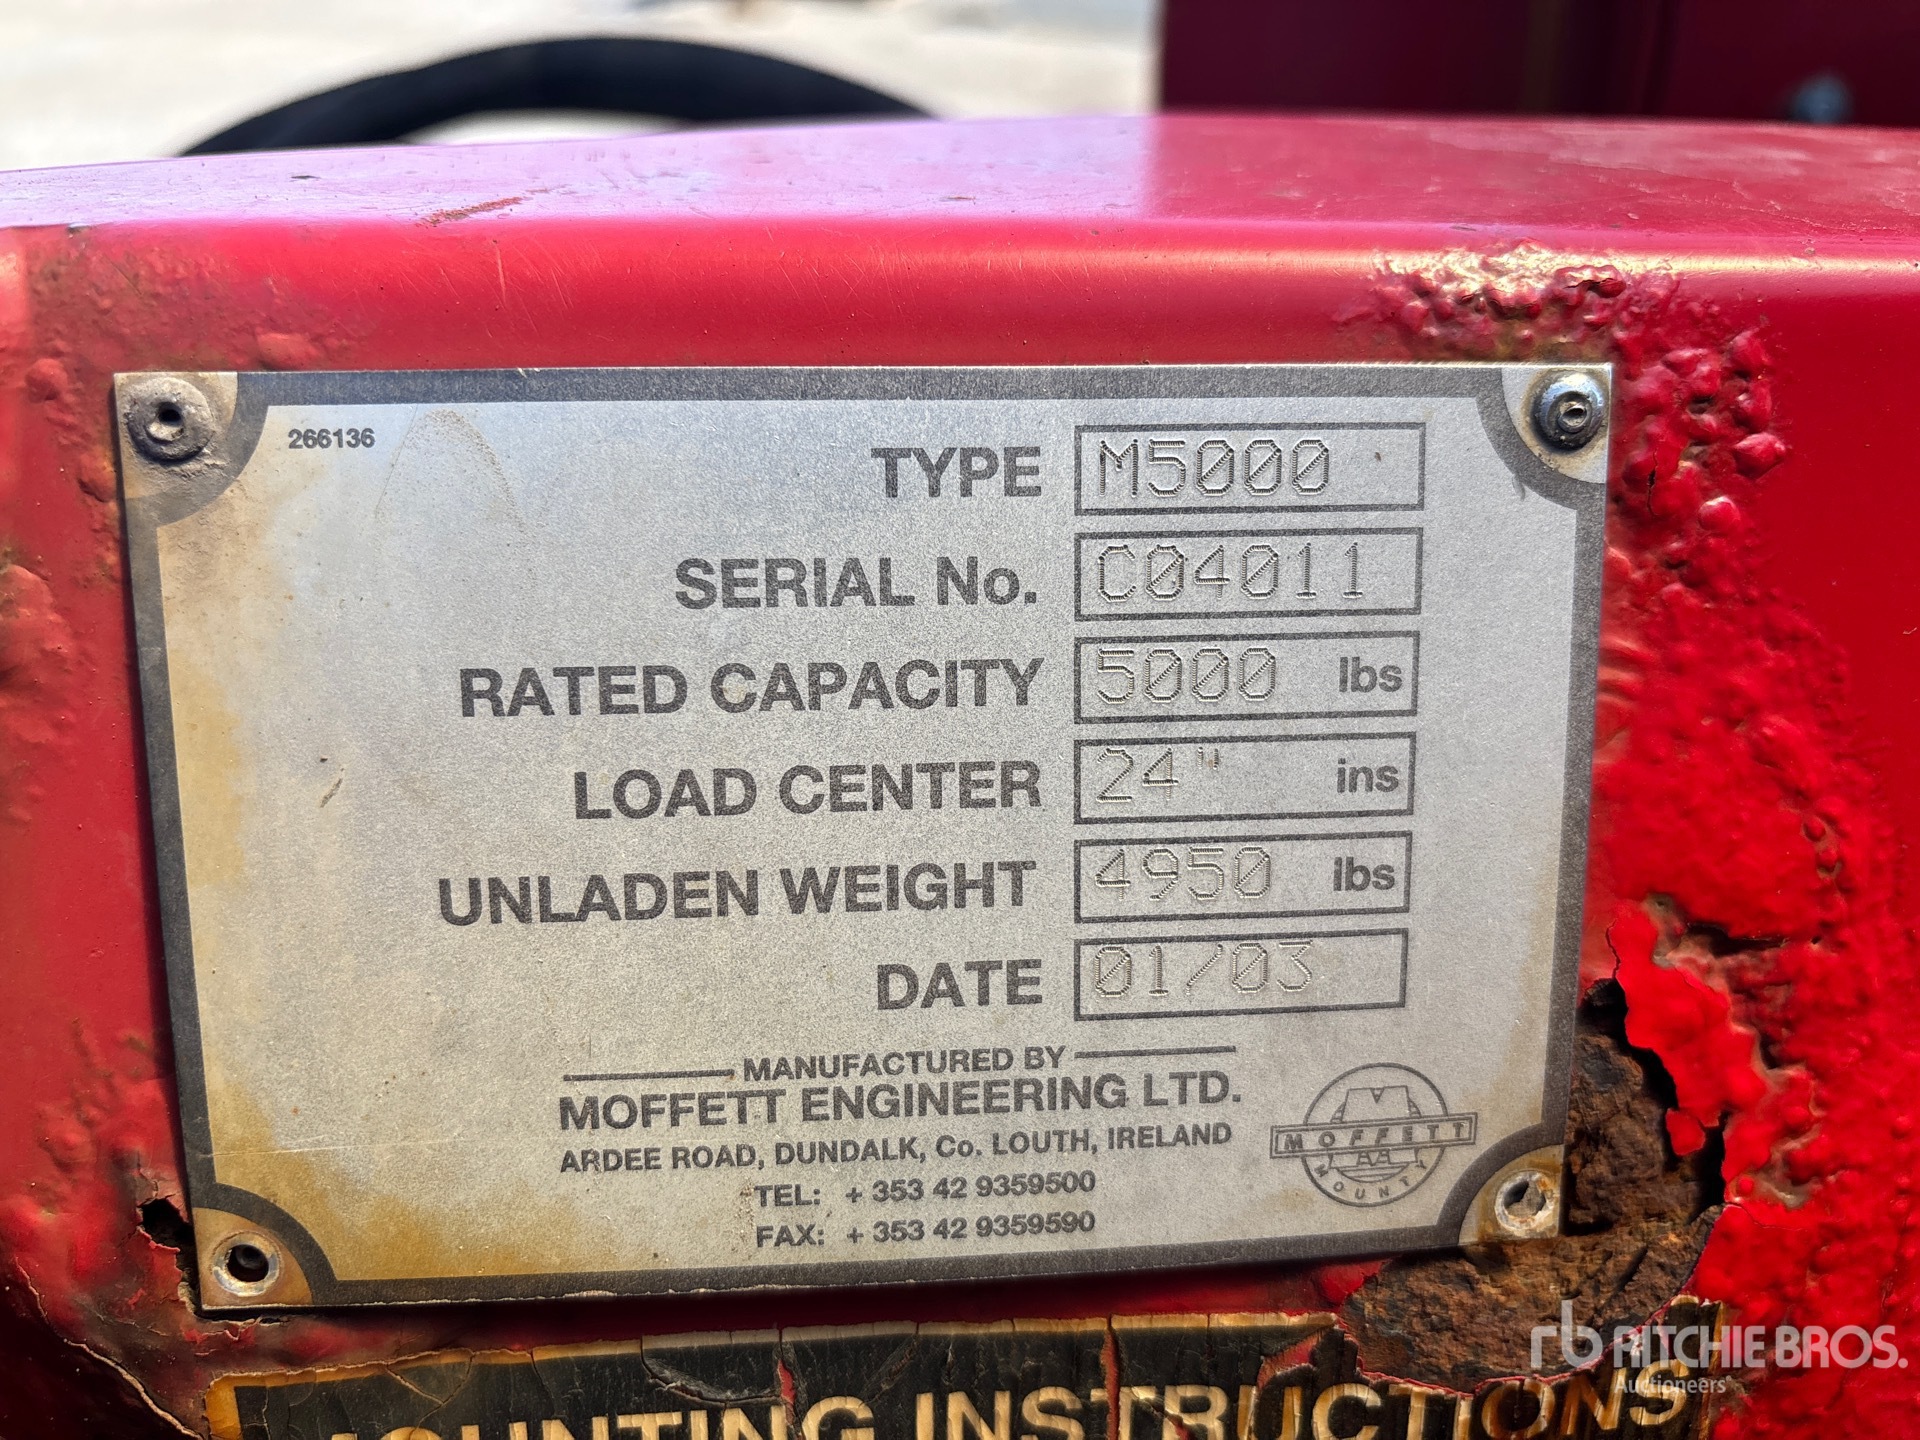 266136
TYPE M5000
SERIAL No. C04011
RATED CAPACITY 5000 lbs
LOAD CENTER 24" ins
UNLADEN WEIGHT 4950 lbs
DATE 01/03
MANUFACTURED BY
MOFFETT ENGINEERING LTD.
ARDEE ROAD, DUNDALK, Co. LOUTH, IRELAND
TEL: + 353 42 9359500
FAX: + 353 42 9359590
MOFFETT
MOUNTY
MOUNTING INSTRUCTIONS
rb RITCHIE BROS.
Auctioneers